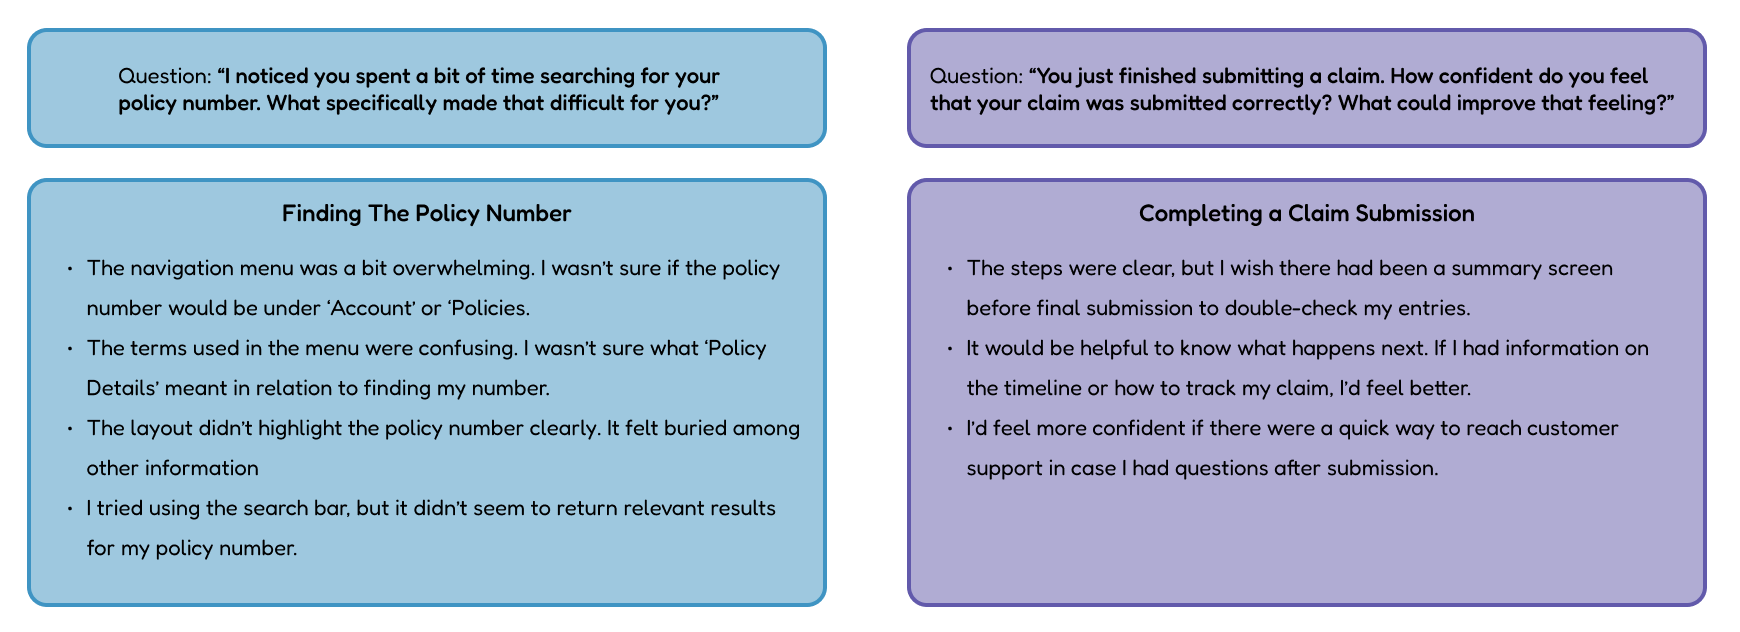 Question: “I noticed you spent a bit of time searching for your
policy number. What specifically made that difficult for you?”
Finding The Policy Number
• The navigation menu was a bit overwhelming. I wasn’t sure if the policy
number would be under ‘Account’ or ‘Policies.
• The terms used in the menu were confusing. I wasn’t sure what ‘Policy
Details’ meant in relation to finding my number.
• The layout didn’t highlight the policy number clearly. It felt buried among
other information
• I tried using the search bar, but it didn’t seem to return relevant results
for my policy number.
Question: “You just finished submitting a claim. How confident do you feel
that your claim was submitted correctly? What could improve that feeling?”
Completing a Claim Submission
• The steps were clear, but I wish there had been a summary screen
before final submission to double-check my entries.
• It would be helpful to know what happens next. If I had information on
the timeline or how to track my claim, I’d feel better.
• I’d feel more confident if there were a quick way to reach customer
support in case I had questions after submission.